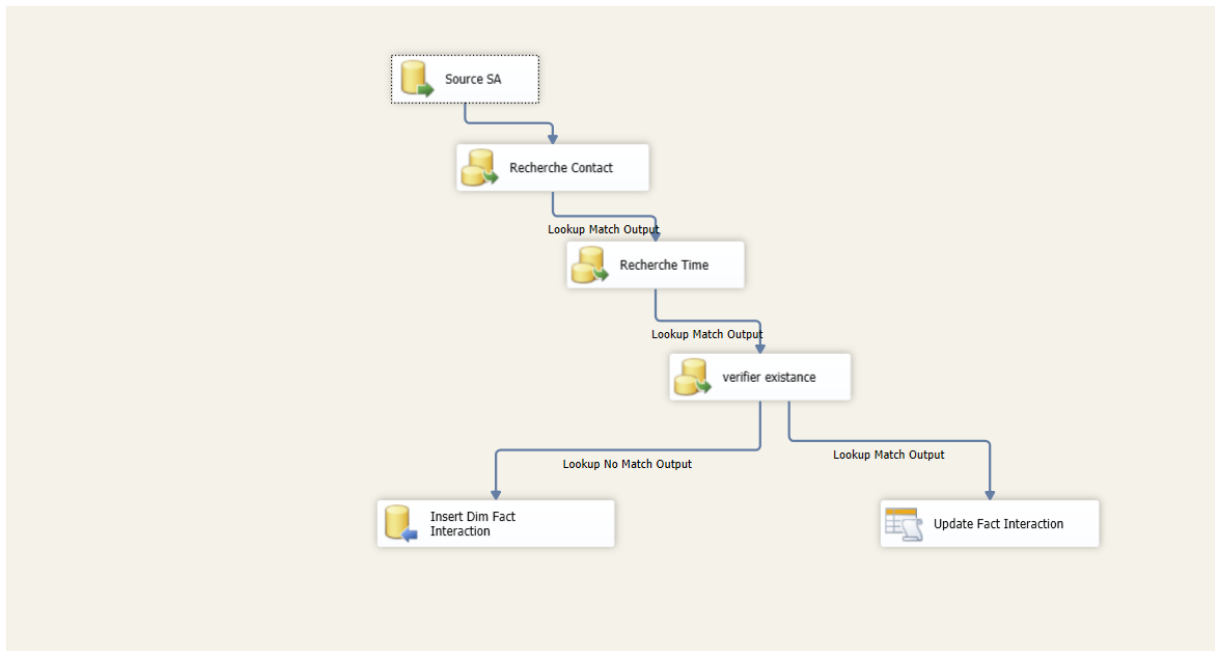 Source SA
Recherche Contact
Lookup Match Output
Recherche Time
Lookup Match Output
verifier existance
Lookup No Match Output
Lookup Match Output
Insert Dim Fact
Interaction
Update Fact Interaction